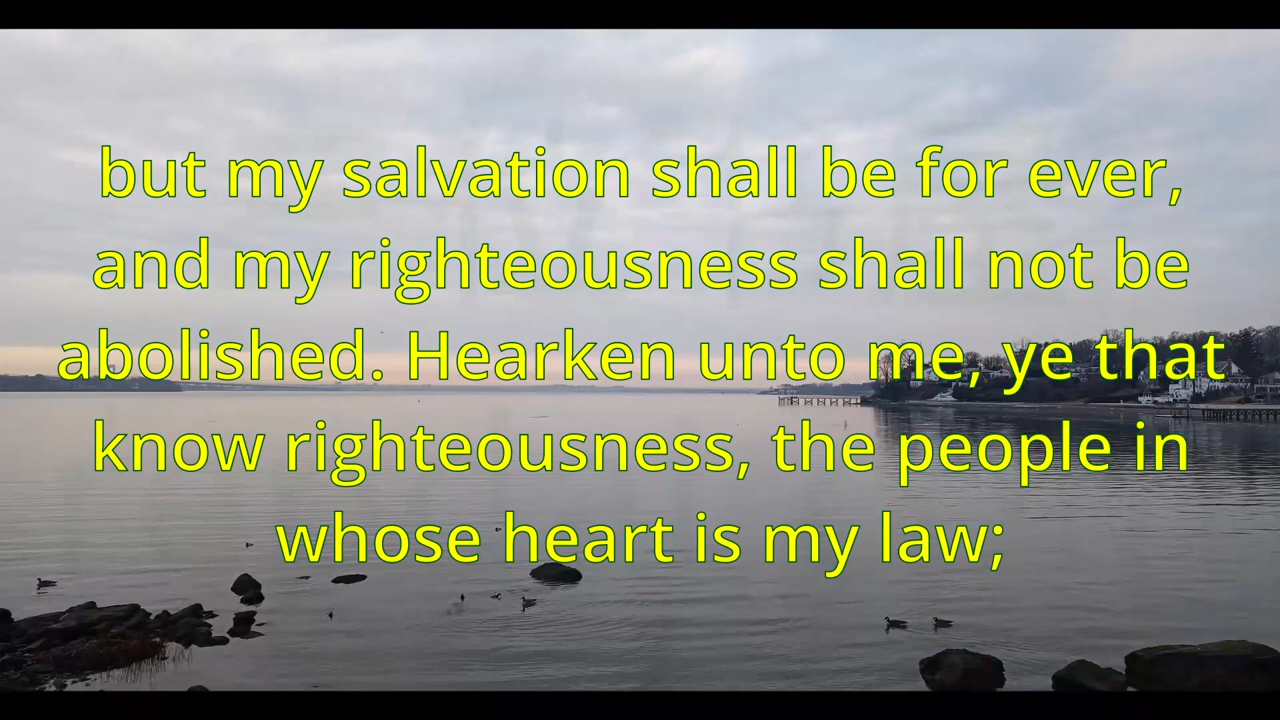 but my salvation shall be for ever,
and my righteousness shall not be
abolished. Hearken unto me, ye that
know righteousness, the people in
whose heart is my law;